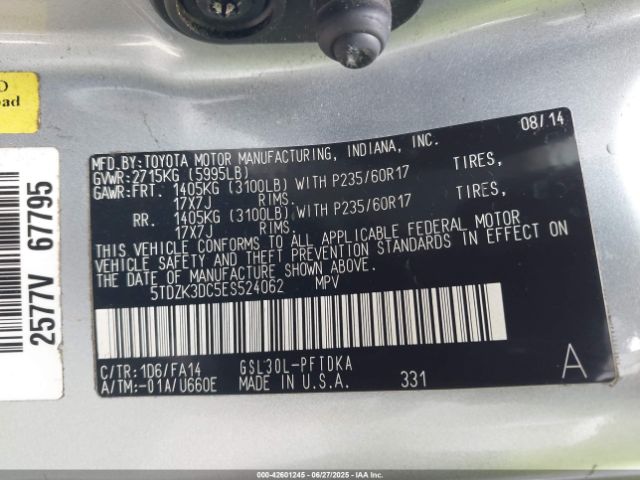 O
oad
2577V 67795
08/14
MFD.BY:TOYOTA MOTOR MANUFACTURING, INDIANA, INC.
GVWR:2715KG (5995LB)
GAWR:FRT. 1405KG (3100LB) WITH P235/60R17 TIRES,
17X7J RIMS.
RR. 1405KG (3100LB) WITH P235/60R17 TIRES,
17X7J RIMS.
THIS VEHICLE CONFORMS TO ALL APPLICABLE FEDERAL MOTOR
VEHICLE SAFETY AND THEFT PREVENTION STANDARDS IN EFFECT ON
THE DATE OF MANUFACTURE SHOWN ABOVE.
5TDZK3DC5ES524062 MPV
C/TR:1D6/FA14 GSL30L-PFTDKA
A/TM:-01A/U660E MADE IN U.S.A. 331
A
000-42601245 - 06/27/2025 - © IAA Inc.